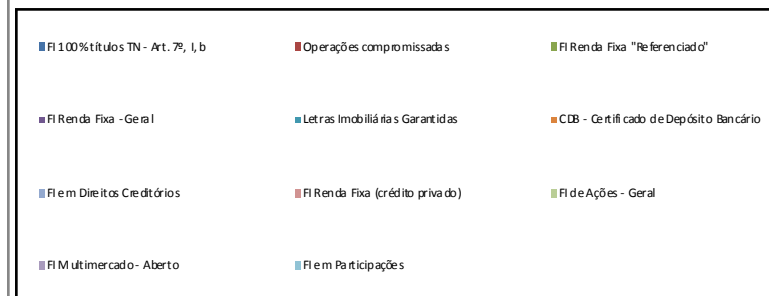 FI 100% títulos TN - Art. 7º, I, b
Operações compromissadas
FI Renda Fixa "Referenciado"
FI Renda Fixa - Geral
Letras Imobiliárias Garantidas
CDB - Certificado de Depósito Bancário
FI em Direitos Creditórios
FI Renda Fixa (crédito privado)
FI de Ações - Geral
FI Multimercado - Aberto
FI em Participações